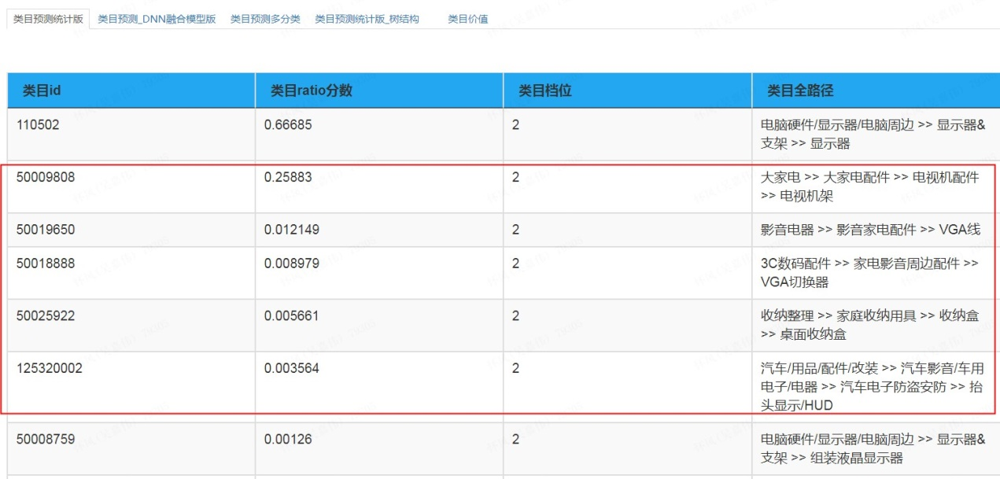 类目预测统计版 类目预测_DNN融合模型版 类目预测多分类 类目预测统计版_树结构 类目价值
类目id 类目ratio分数 类目档位 类目全路径
110502 0.66685 2 电脑硬件/显示器/电脑周边 >> 显示器&
支架 >> 显示器
50009808 0.25883 2 大家电 >> 大家电配件 >> 电视机配件
>> 电视机架
50019650 0.012149 2 影音电器 >> 影音家电配件 >> VGA线
50018888 0.008979 2 3C数码配件 >> 家电影音周边配件 >>
VGA切换器
50025922 0.005661 2 收纳整理 >> 家庭收纳用具 >> 收纳盒
>> 桌面收纳盒
125320002 0.003564 2 汽车/用品/配件/改装 >> 汽车影音/车用
电子/电器 >> 汽车电子防盗安防 >> 抬
头显示/HUD
50008759 0.00126 2 电脑硬件/显示器/电脑周边 >> 显示器&
支架 >> 组装液晶显示器